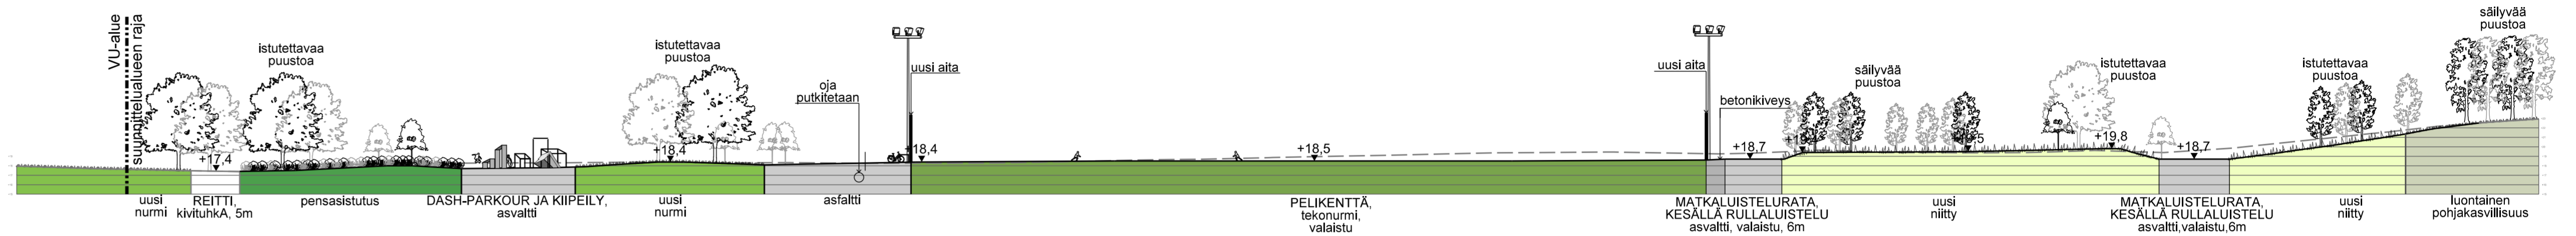 VU-alue
suunnittelualueen raja
istutettavaa
puustoa
+17,4
uusi
nurmi
REITTI,
kivituhkA, 5m
pensasistutus
DASH-PARKOUR JA KIIPEILY,
asvaltti
istutettavaa
puustoa
+18,4
uusi
nurmi
oja
putkitetaan
asfaltti
uusi aita
+18,4
+18,5
PELIKENTTÄ,
tekonurmi,
valaistu
uusi aita
betonikiveys
+18,7
MATKALUISTELURATA,
KESÄLLÄ RULLALUISTELU
asvaltti, valaistu, 6m
säilyvää
puustoa
uusi
niitty
istutettavaa
puustoa
+19,8
+18,7
MATKALUISTELURATA,
KESÄLLÄ RULLALUISTELU
asvaltti,valaistu,6m
istutettavaa
puustoa
uusi
niitty
säilyvää
puustoa
luontainen
pohjakasvillisuus